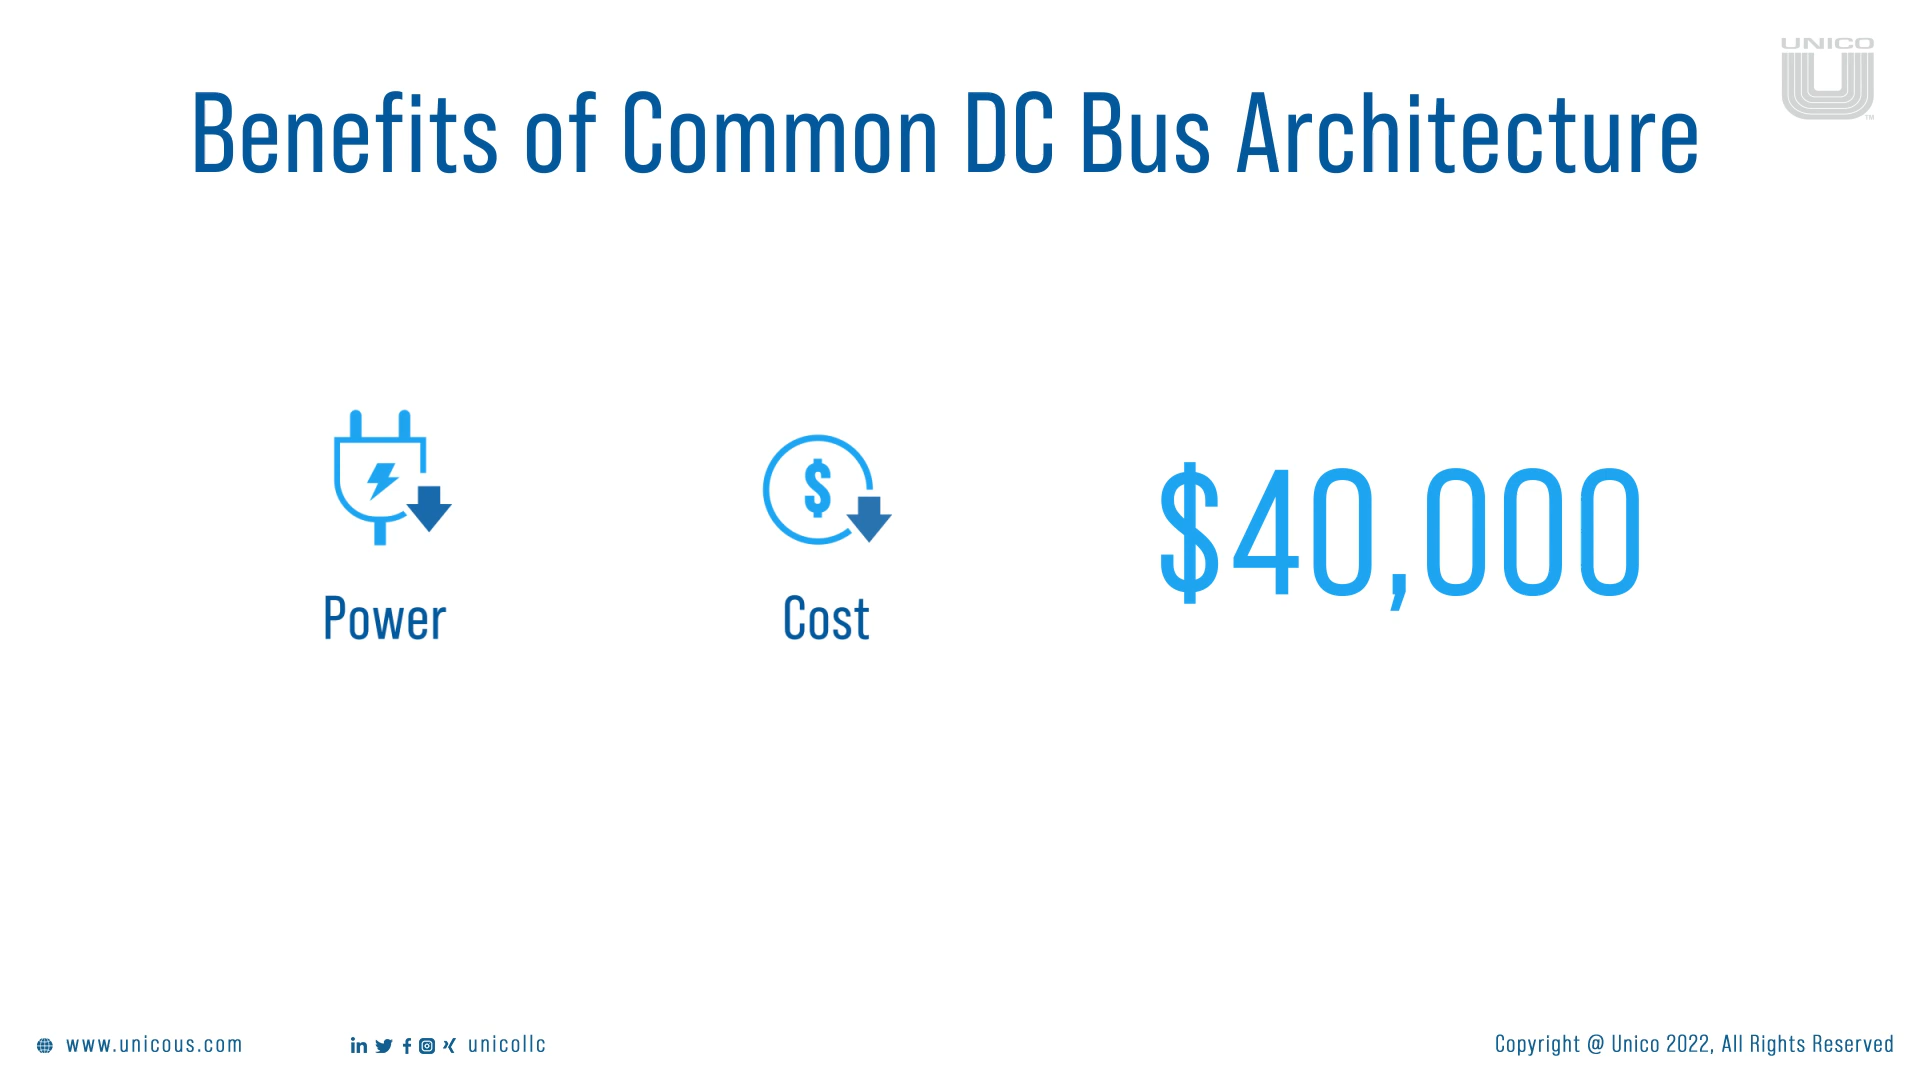 UNICO
U
TM
Benefits of Common DC Bus Architecture
$
Power
Cost
$40,000
www.unicous.com
unicollc
Copyright @ Unico 2022, All Rights Reserved